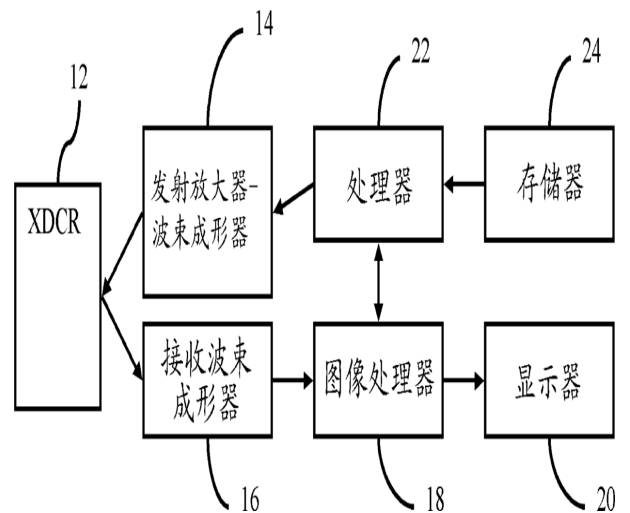 12
14
22
24
XDCR
发射放大器-
波束成形器
处理器
存储器
接收波束
成形器
图像处理器
显示器
16
18
20